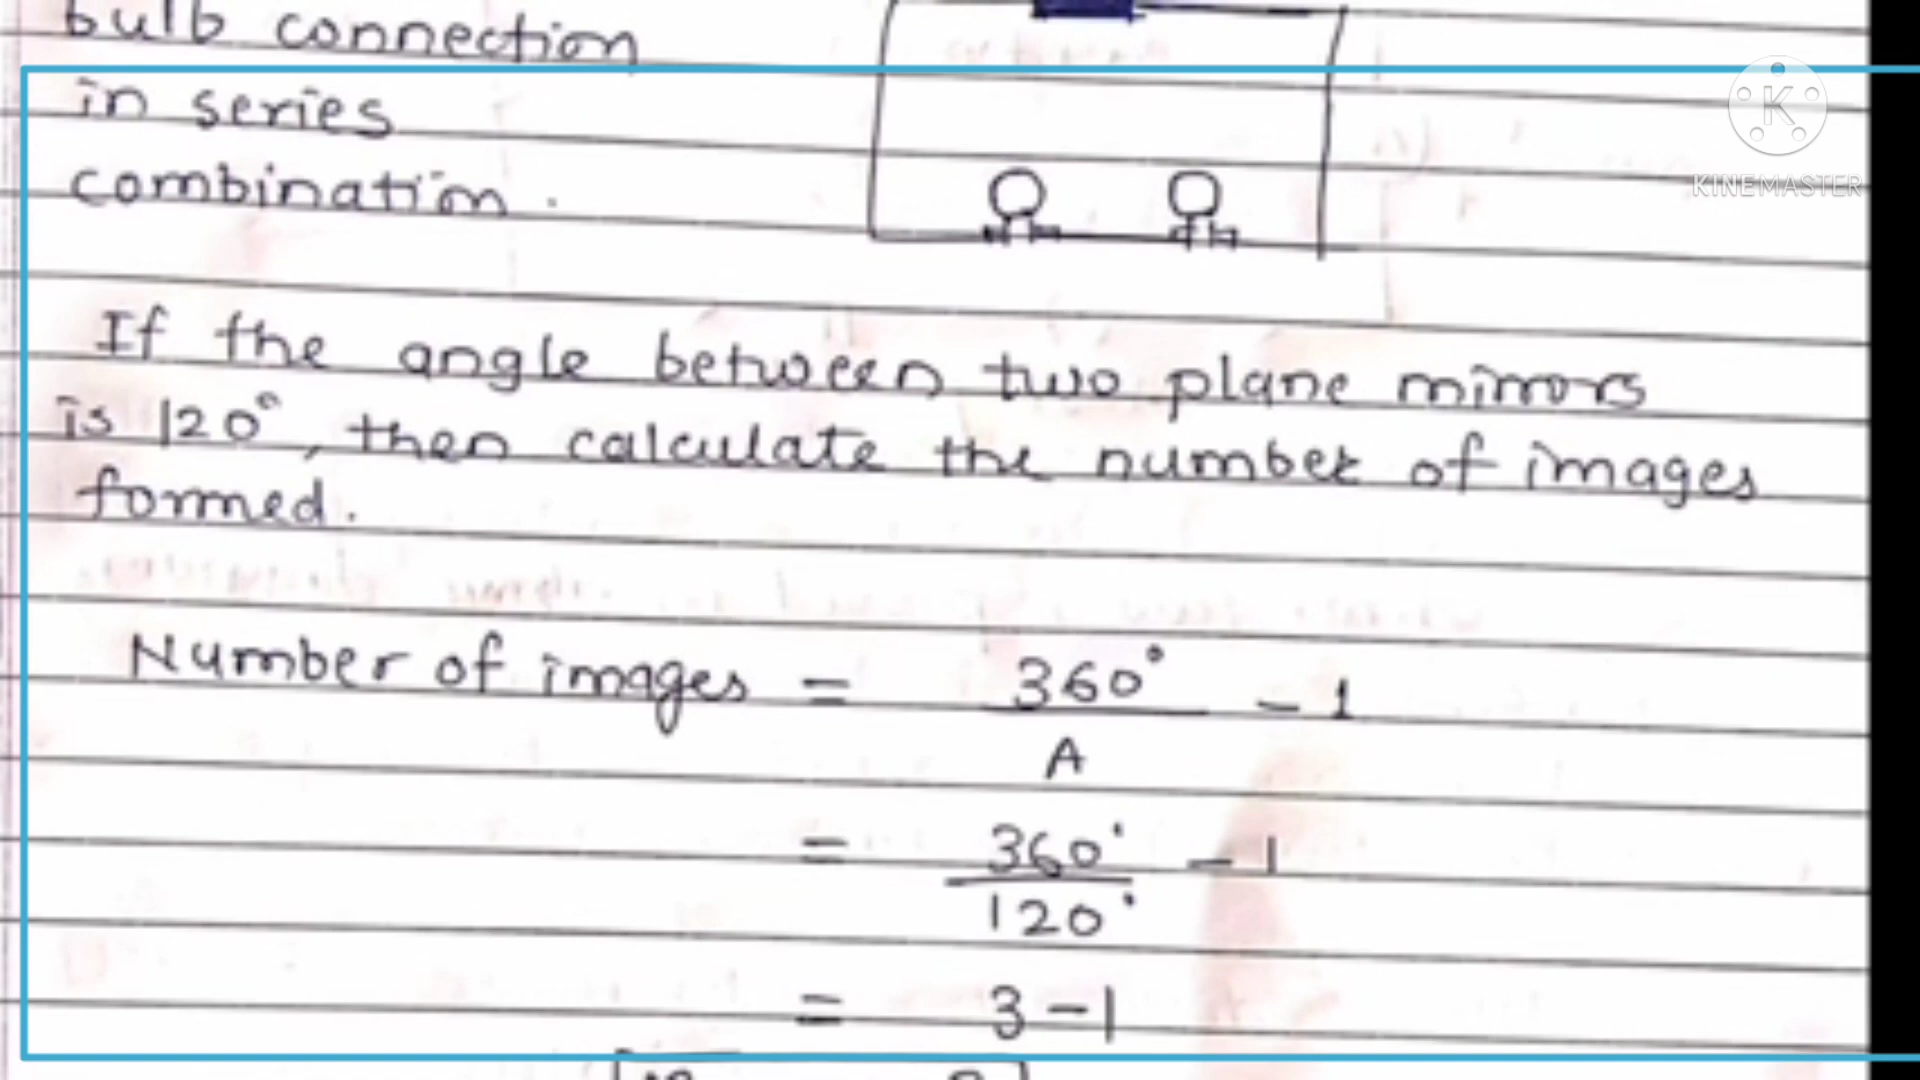 bulb connection
in series
combination.
KINEMASTER
If the angle between two plane mirrors
is 120°, then calculate the number of images
formed.
Number of images = 360° / A - 1
= 360° / 120° - 1
= 3 - 1